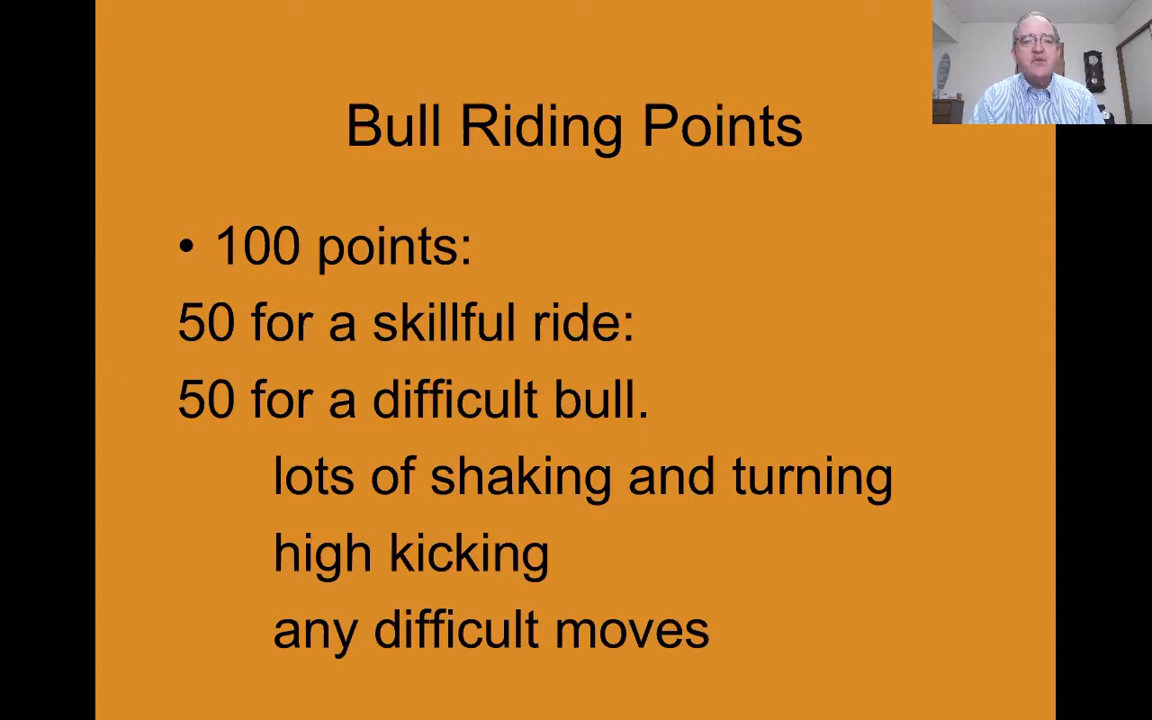 Bull Riding Points
• 100 points:
50 for a skillful ride:
50 for a difficult bull.
lots of shaking and turning
high kicking
any difficult moves